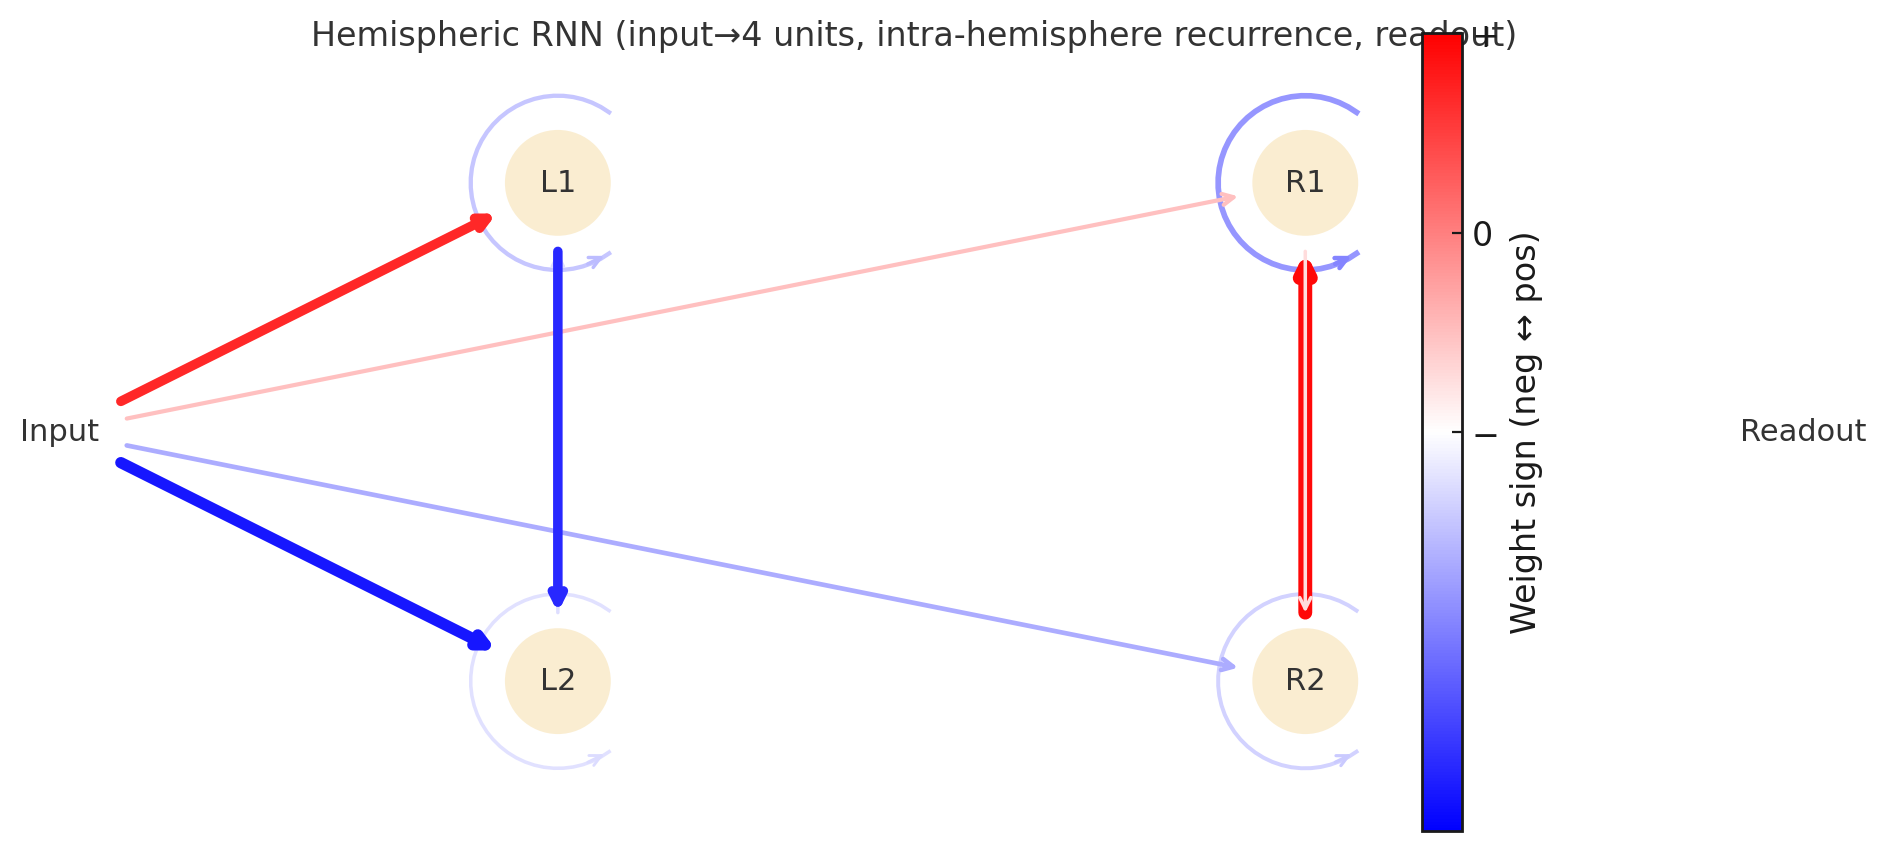 Hemispheric RNN (input→4 units, intra-hemisphere recurrence, readout)
L1
R1
+
0
−
Weight sign (neg ↔ pos)
Input
Readout
L2
R2